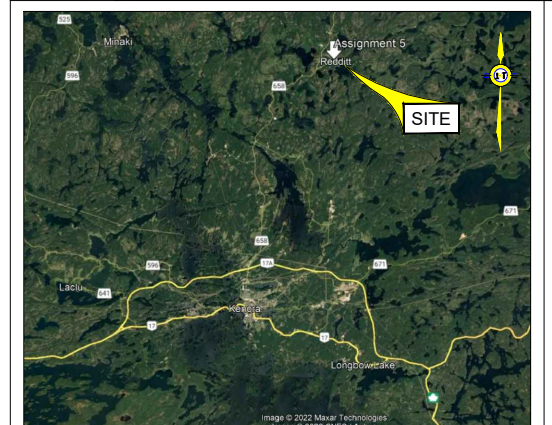 525
Minaki
Assignment 5
Redditt
596
658
SITE
671
658
17A
596
671
Laclu
641
Kenora
17
17
Longbow Lake
Image © 2022 Maxar Technologies